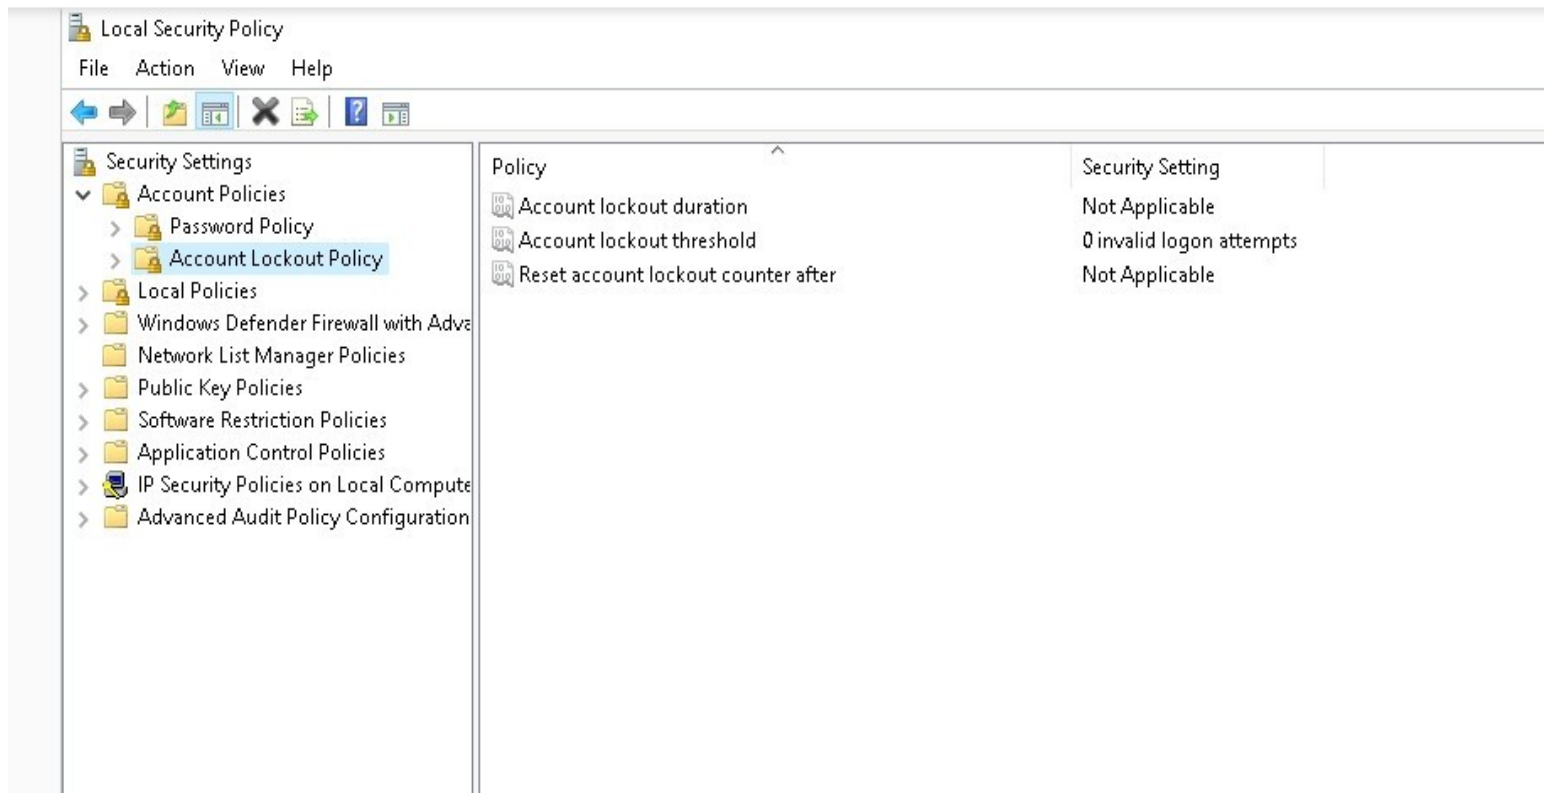 Local Security Policy
File Action View Help
Security Settings
Account Policies
Password Policy
Account Lockout Policy
Local Policies
Windows Defender Firewall with Adva
Network List Manager Policies
Public Key Policies
Software Restriction Policies
Application Control Policies
IP Security Policies on Local Compute
Advanced Audit Policy Configuration
Policy Security Setting
Account lockout duration Not Applicable
Account lockout threshold 0 invalid logon attempts
Reset account lockout counter after Not Applicable